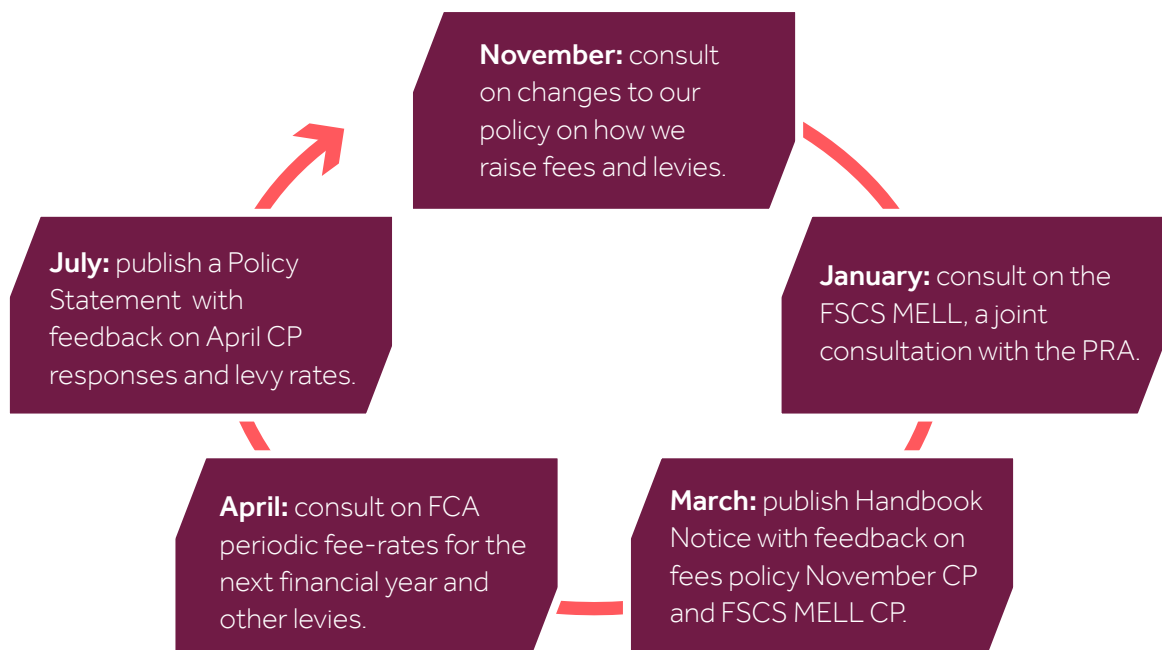 November: consult
on changes to our
policy on how we
raise fees and levies.
January: consult on the
FSCS MELL, a joint
consultation with the PRA.
March: publish Handbook
Notice with feedback on
fees policy November CP
and FSCS MELL CP.
April: consult on FCA
periodic fee-rates for the
next financial year and
other levies.
July: publish a Policy
Statement with
feedback on April CP
responses and levy rates.